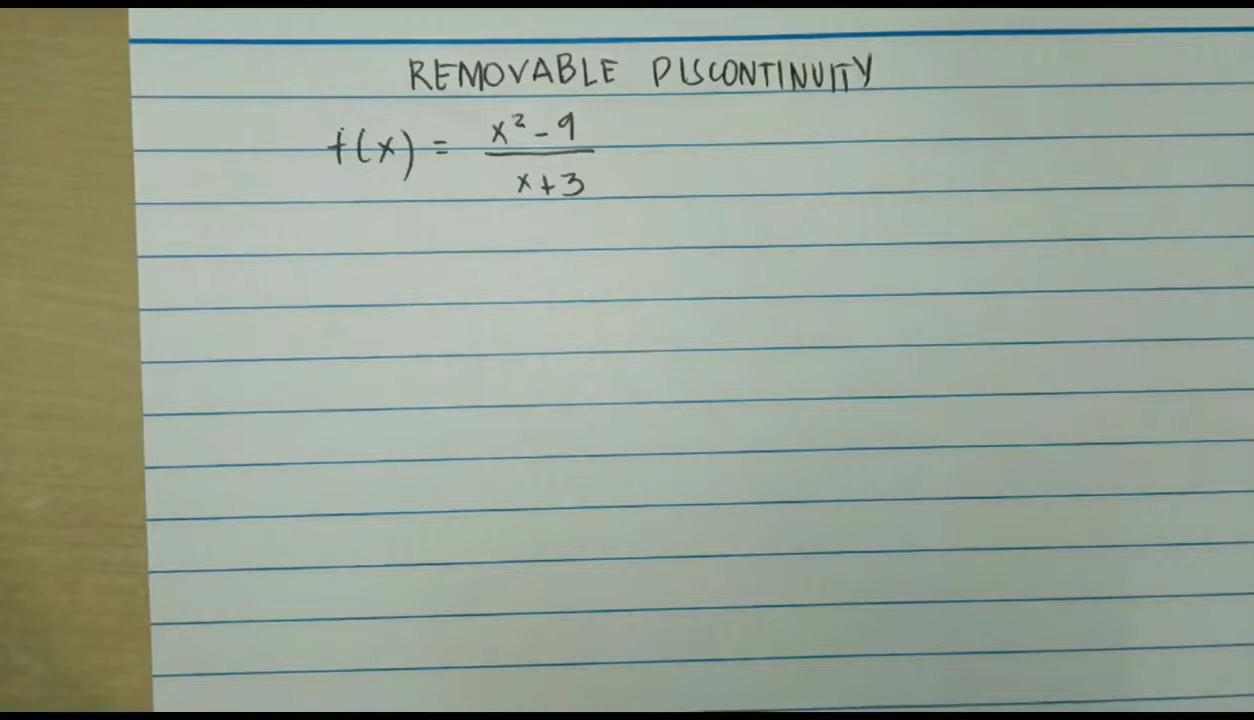 REMOVABLE DISCONTINUITY
f(x) = x² - 9
x + 3